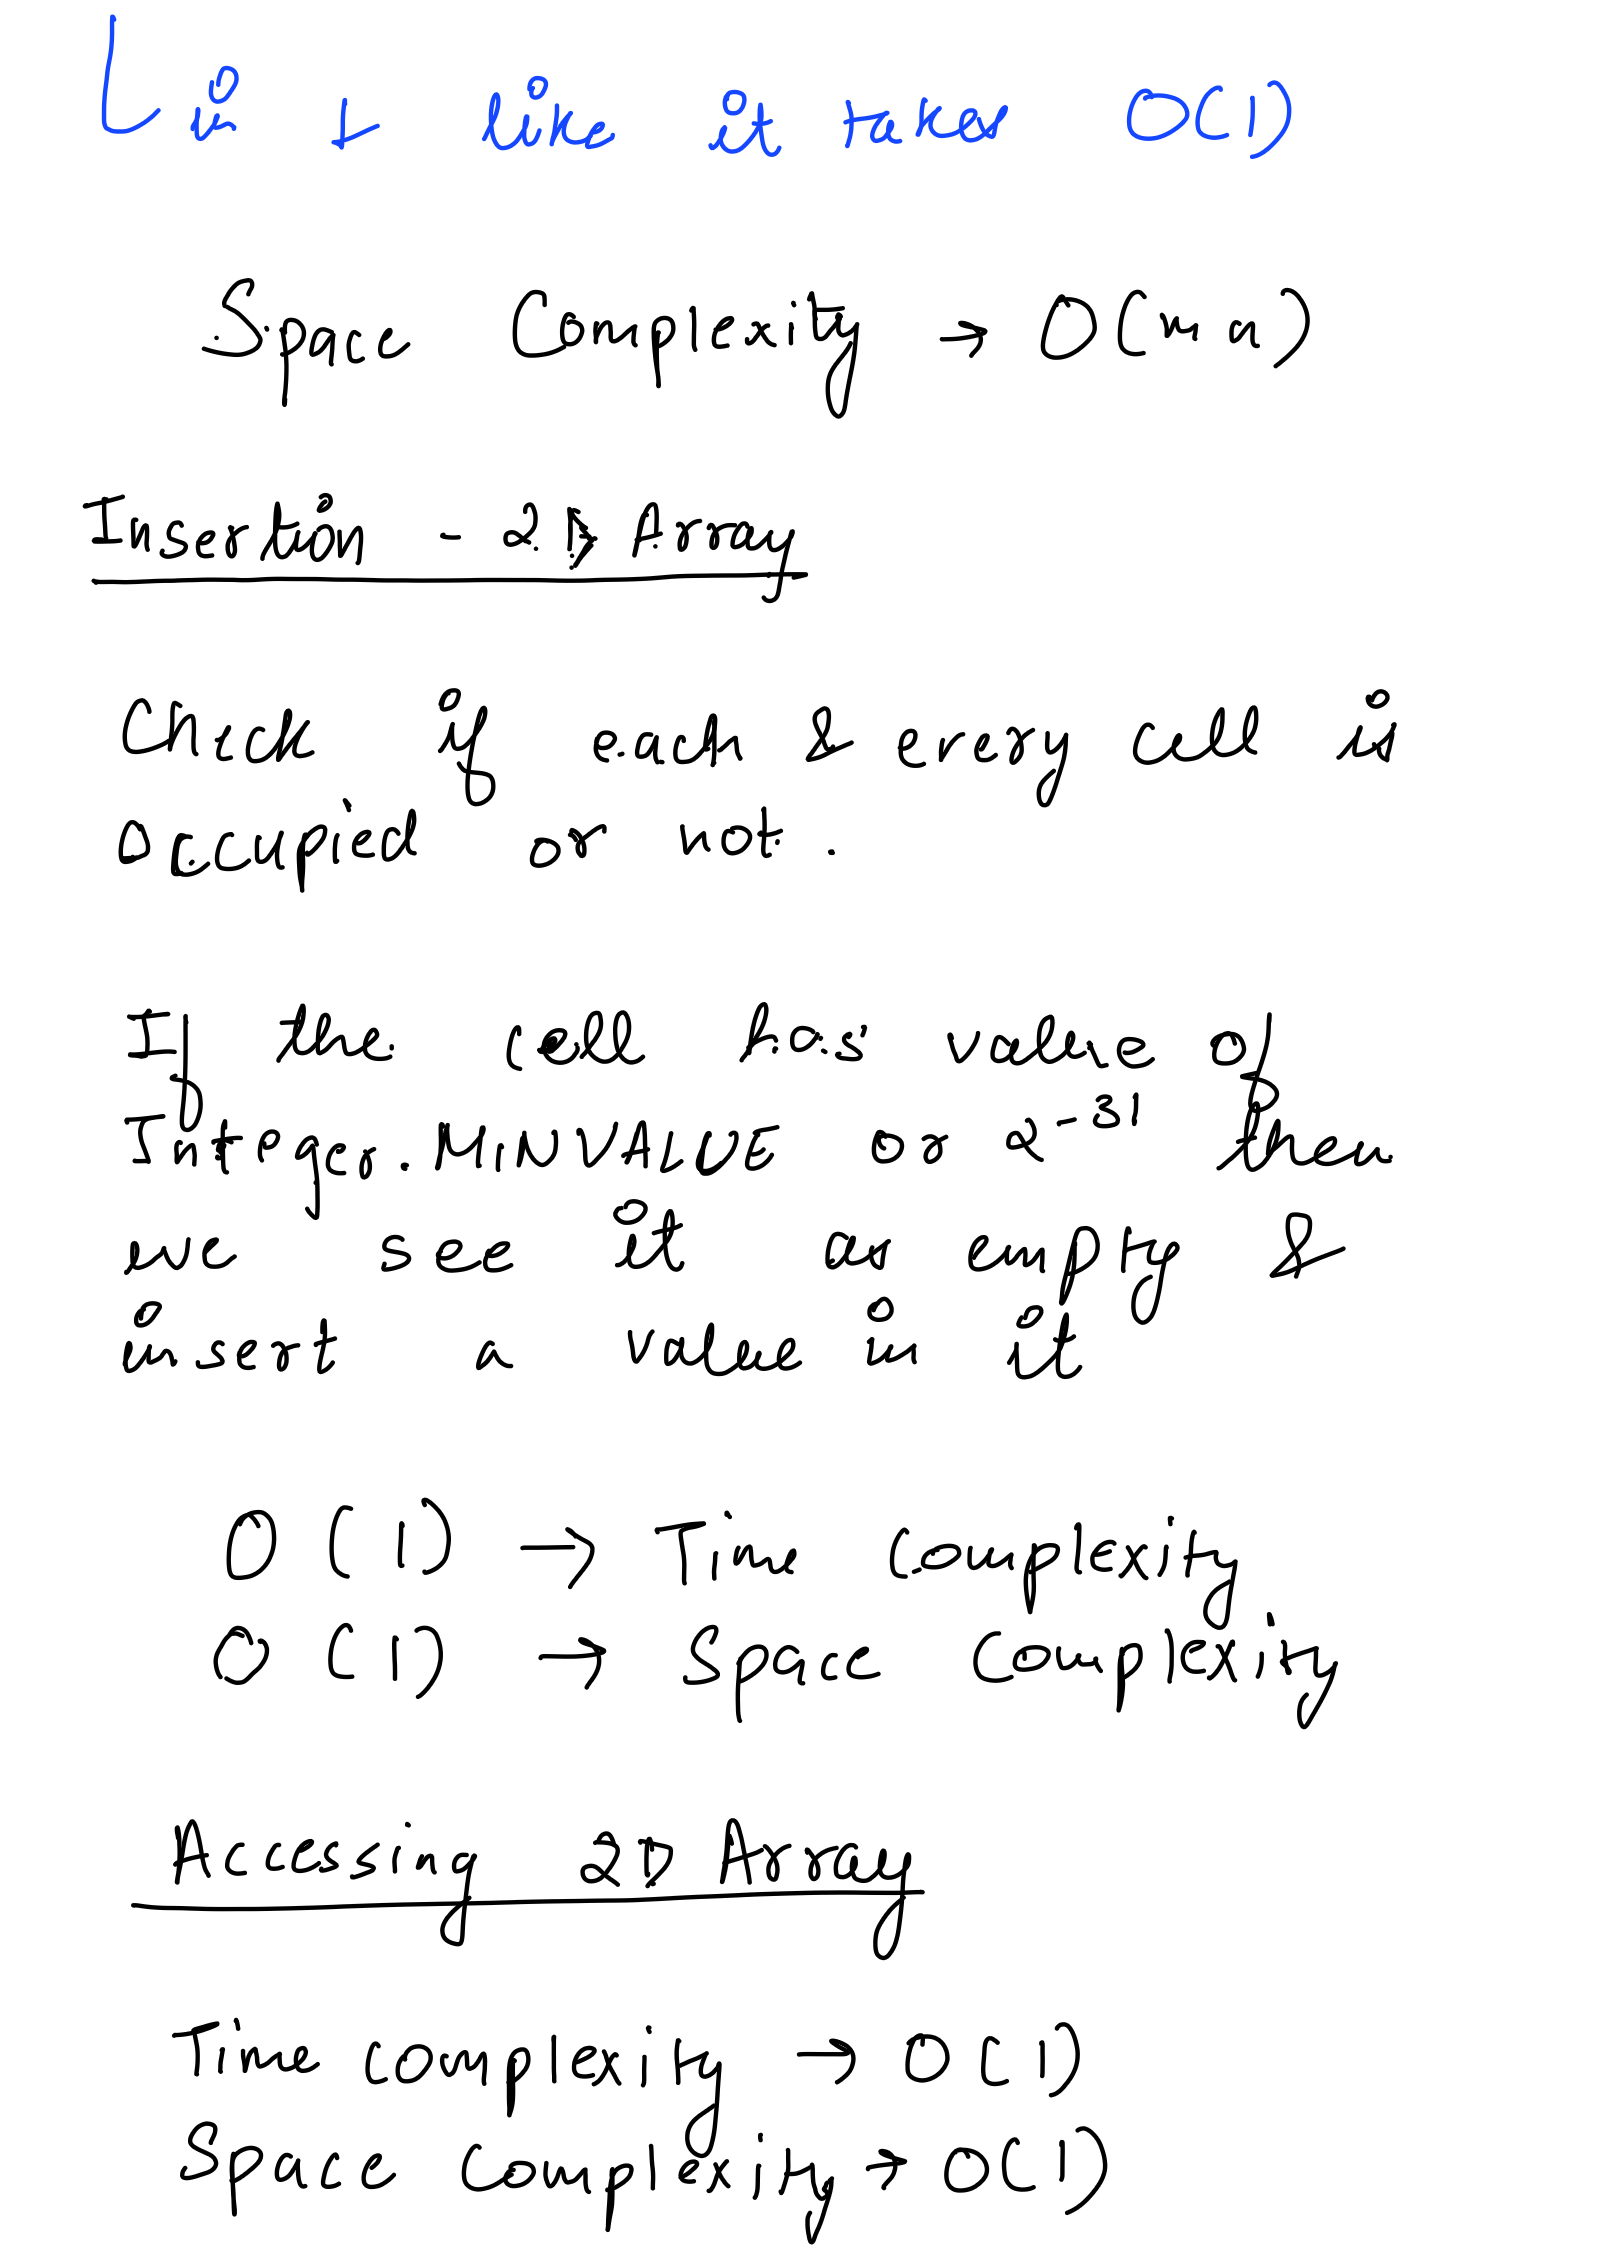 in 1 like it takes O(1)
Space Complexity → O(mn)
Insertion - 2D Array
Check if each & every cell is
occupied or not.
If the cell has value of
Integer.MINVALUE or 2^-31 then
we see it as empty &
insert a value in it
O(1) → Time Complexity
O(1) → Space Complexity
Accessing 2D Array
Time complexity → O(1)
Space Complexity → O(1)